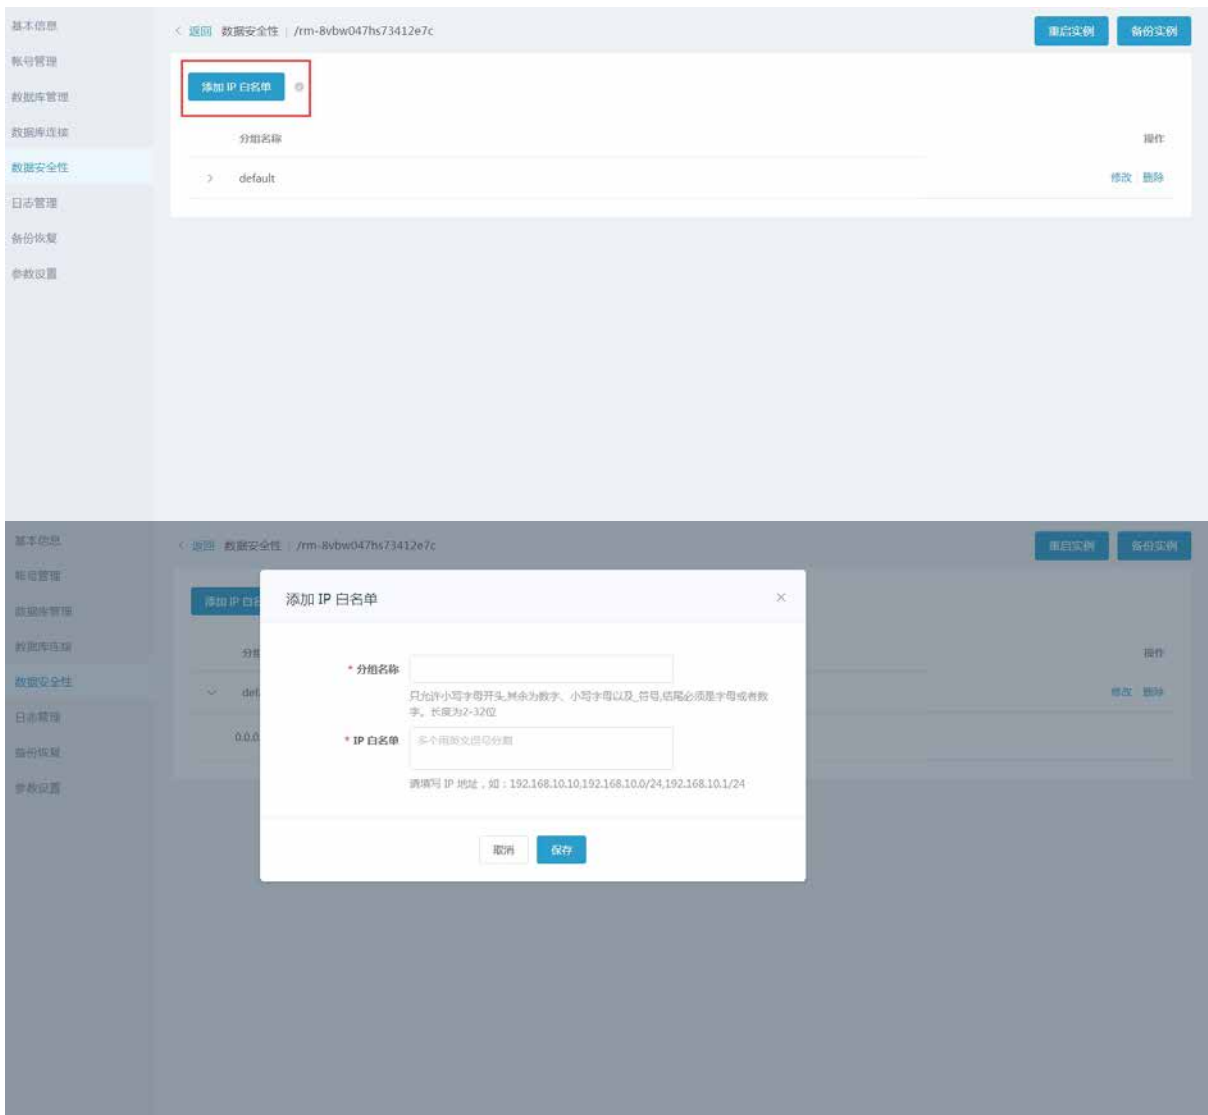 基本信息
< 返回 数据安全性 | /rm-8vbw047hs73412e7c
重启实例 备份实例
帐号管理
添加 IP 白名单
数据库管理
数据库连接
分组名称 操作
数据安全性
> default 修改 删除
日志管理
备份恢复
参数设置
基本信息
< 返回 数据安全性 | /rm-8vbw047hs73412e7c
重启实例 备份实例
帐号管理
添加 IP 白
添加 IP 白名单 ×
数据库管理
数据库连接
操作
* 分组名称
数据安全性
修改 删除
只允许小写字母开头,其余为数字、小写字母以及_符号,结尾必须是字母或者数
字。长度为2-32位
日志管理
0.0.0
* IP 白名单 多个用英文逗号分割
备份恢复
请填写 IP 地址，如：192.168.10.10,192.168.10.0/24,192.168.10.1/24
参数设置
取消 保存